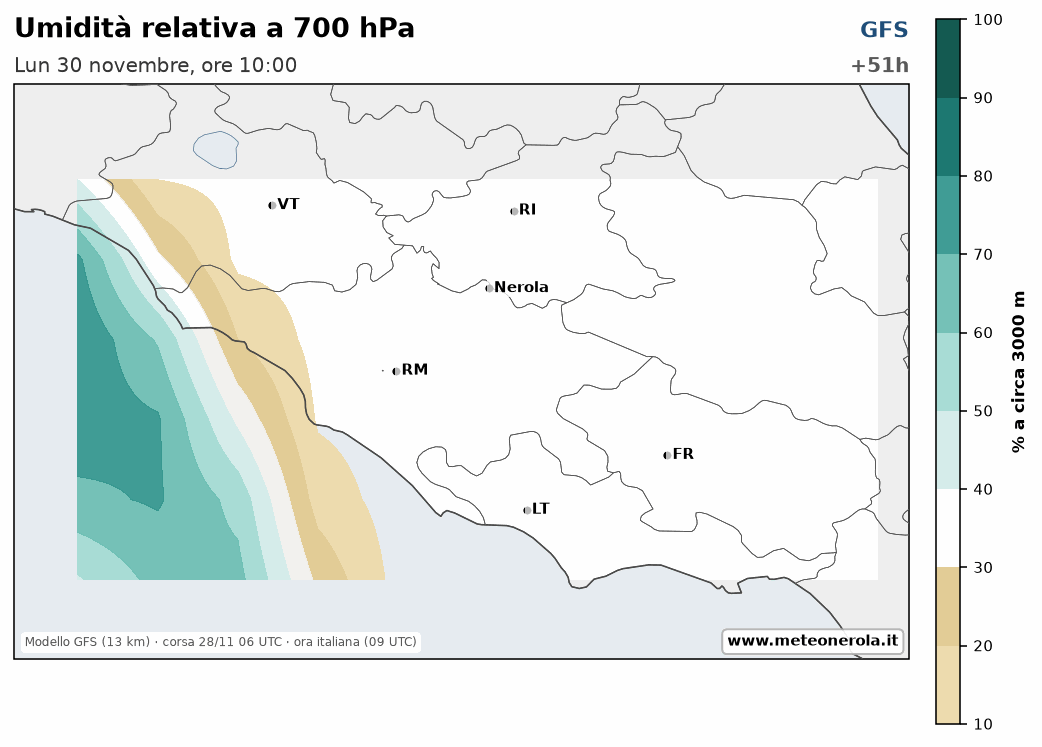 Umidità relativa a 700 hPa
GFS
Lun 30 novembre, ore 10:00
+51h
100
90
80
70
60
50
40
30
20
10
% a circa 3000 m
VT
RI
Nerola
RM
FR
LT
Modello GFS (13 km) · corsa 28/11 06 UTC · ora italiana (09 UTC)
www.meteonerola.it